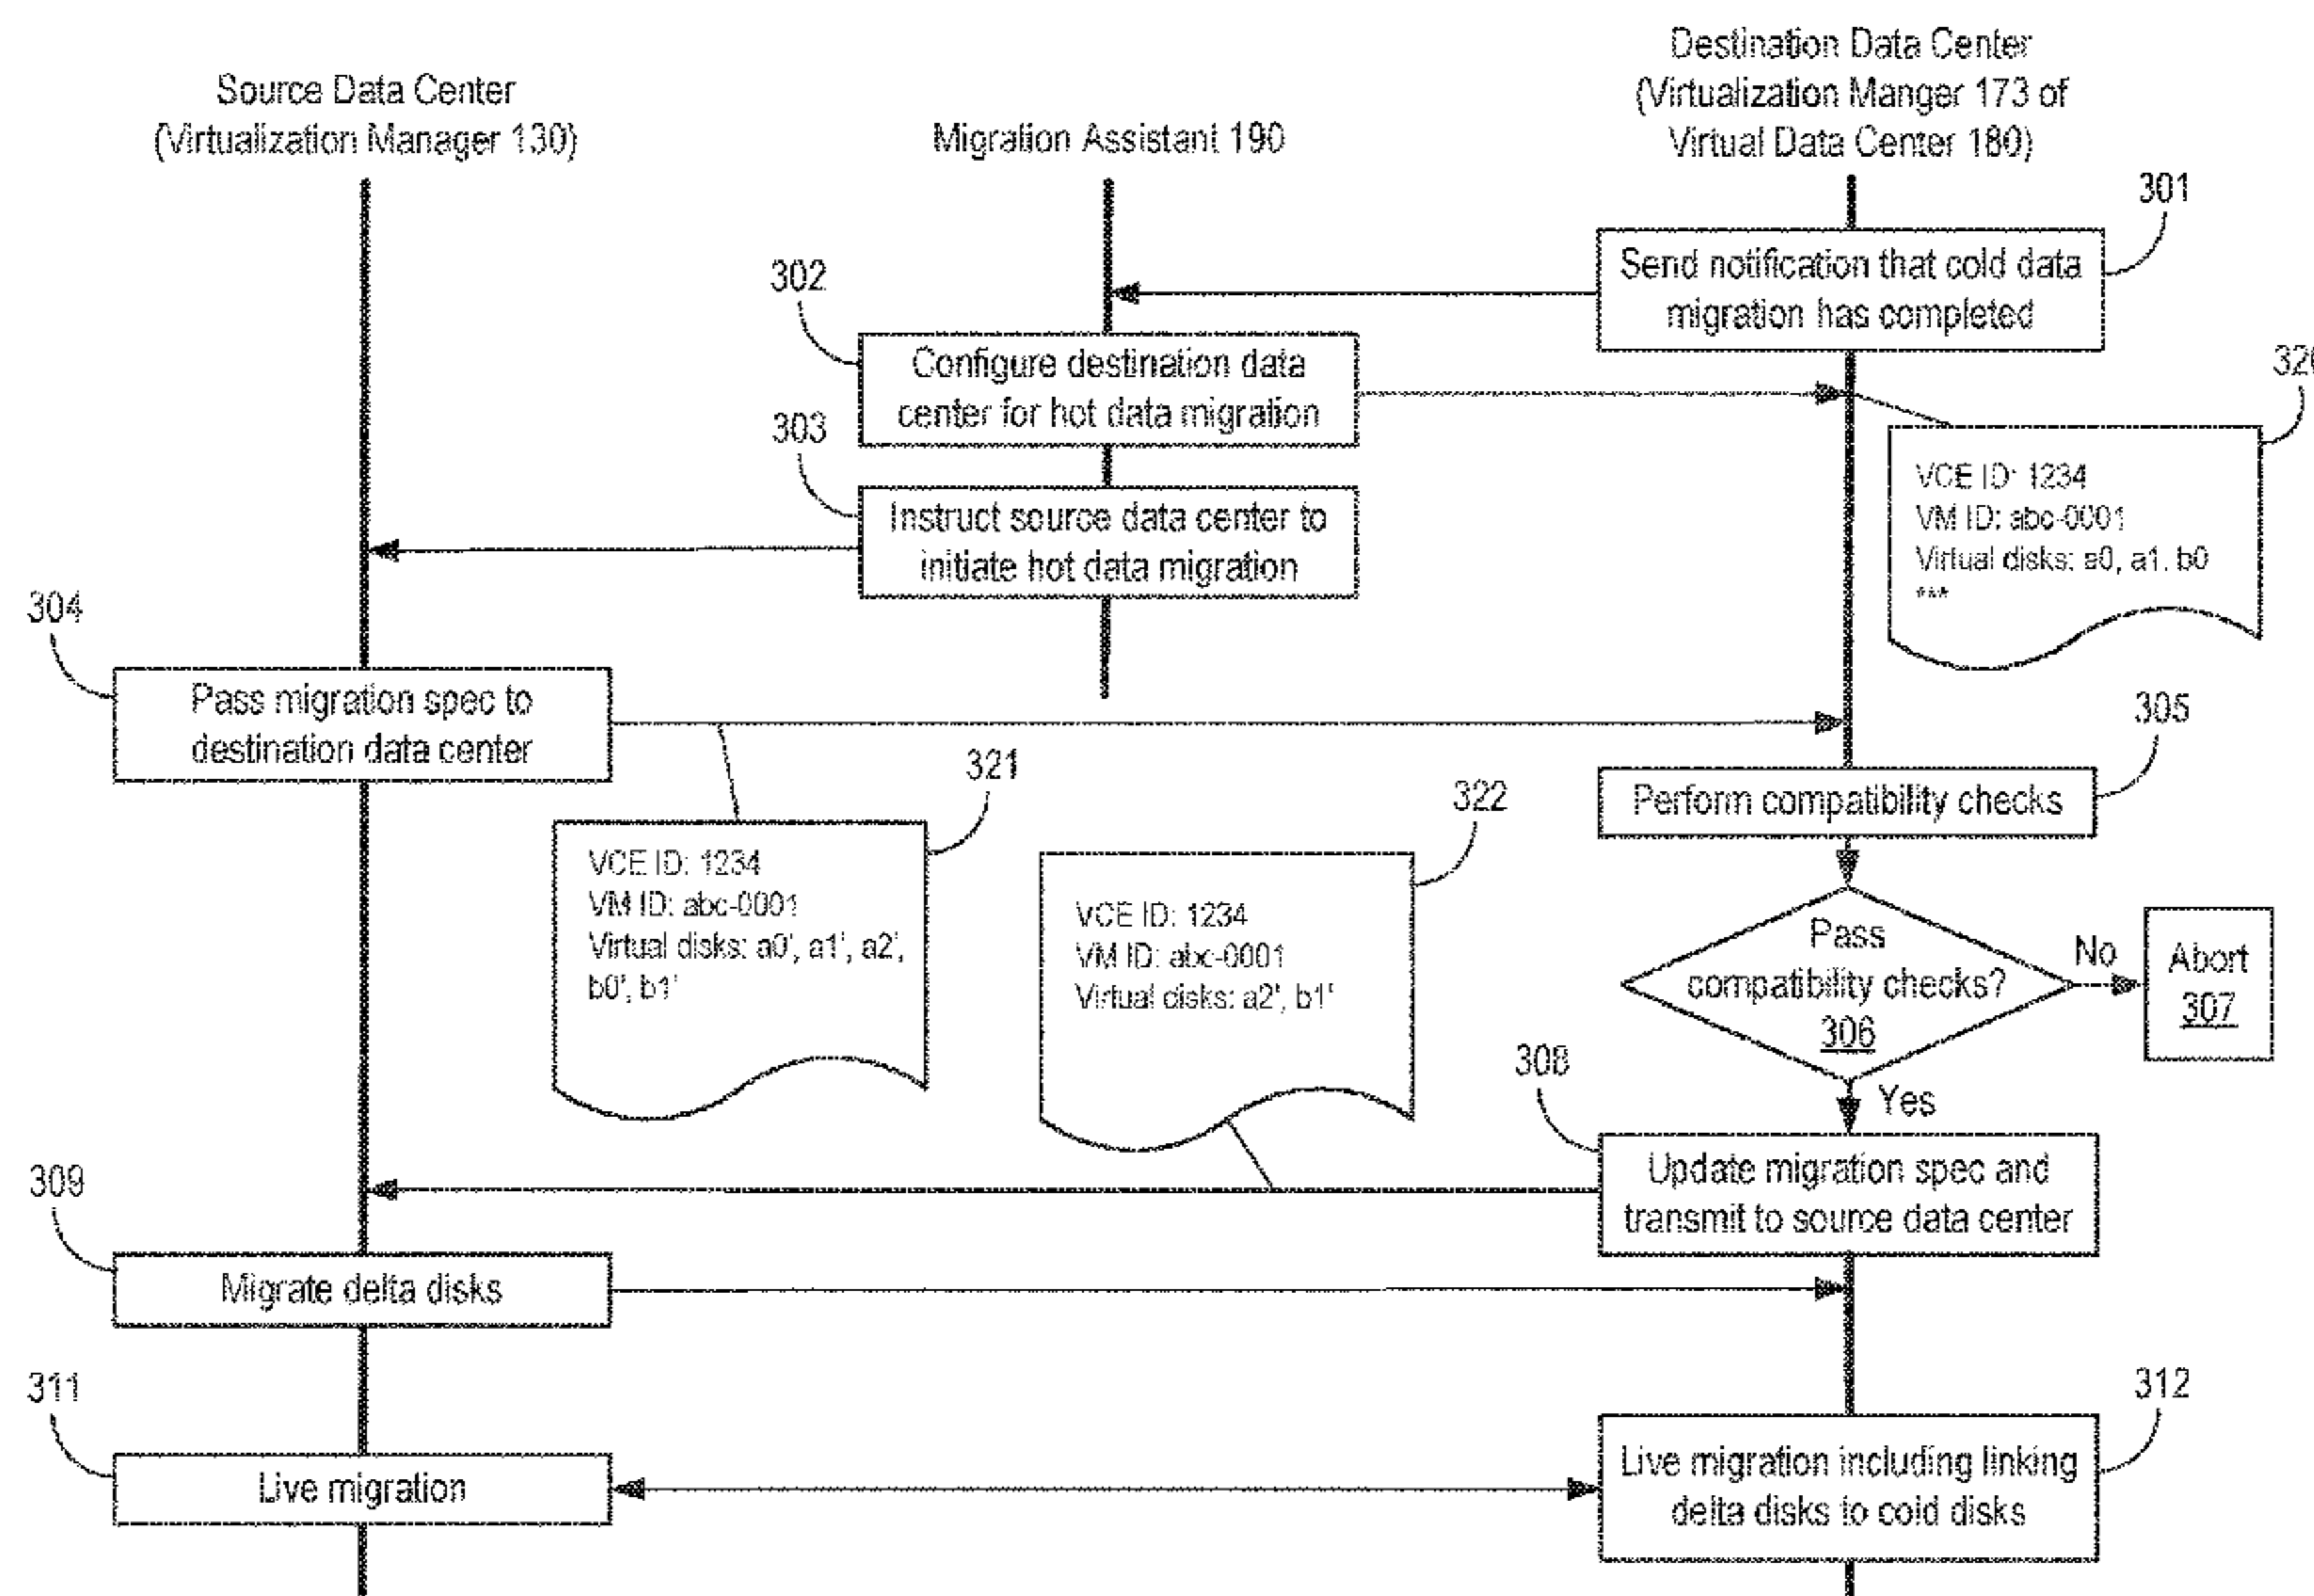 Source Data Center
(Virtualization Manager 130)
Migration Assistant 190
Destination Data Center
(Virtualization Manger 173 of
Virtual Data Center 180)
301
Send notification that cold data
migration has completed
302
Configure destination data
center for hot data migration
320
VCE ID: 1234
VM ID: abc-0001
Virtual disks: a0, a1, b0
***
303
Instruct source data center to
initiate hot data migration
304
Pass migration spec to
destination data center
321
VCE ID: 1234
VM ID: abc-0001
Virtual disks: a0', a1', a2',
b0', b1'
305
Perform compatibility checks
322
VCE ID: 1234
VM ID: abc-0001
Virtual disks: a2', b1'
Pass
compatibility checks?
306
No
Abort
307
Yes
308
Update migration spec and
transmit to source data center
309
Migrate delta disks
311
Live migration
312
Live migration including linking
delta disks to cold disks